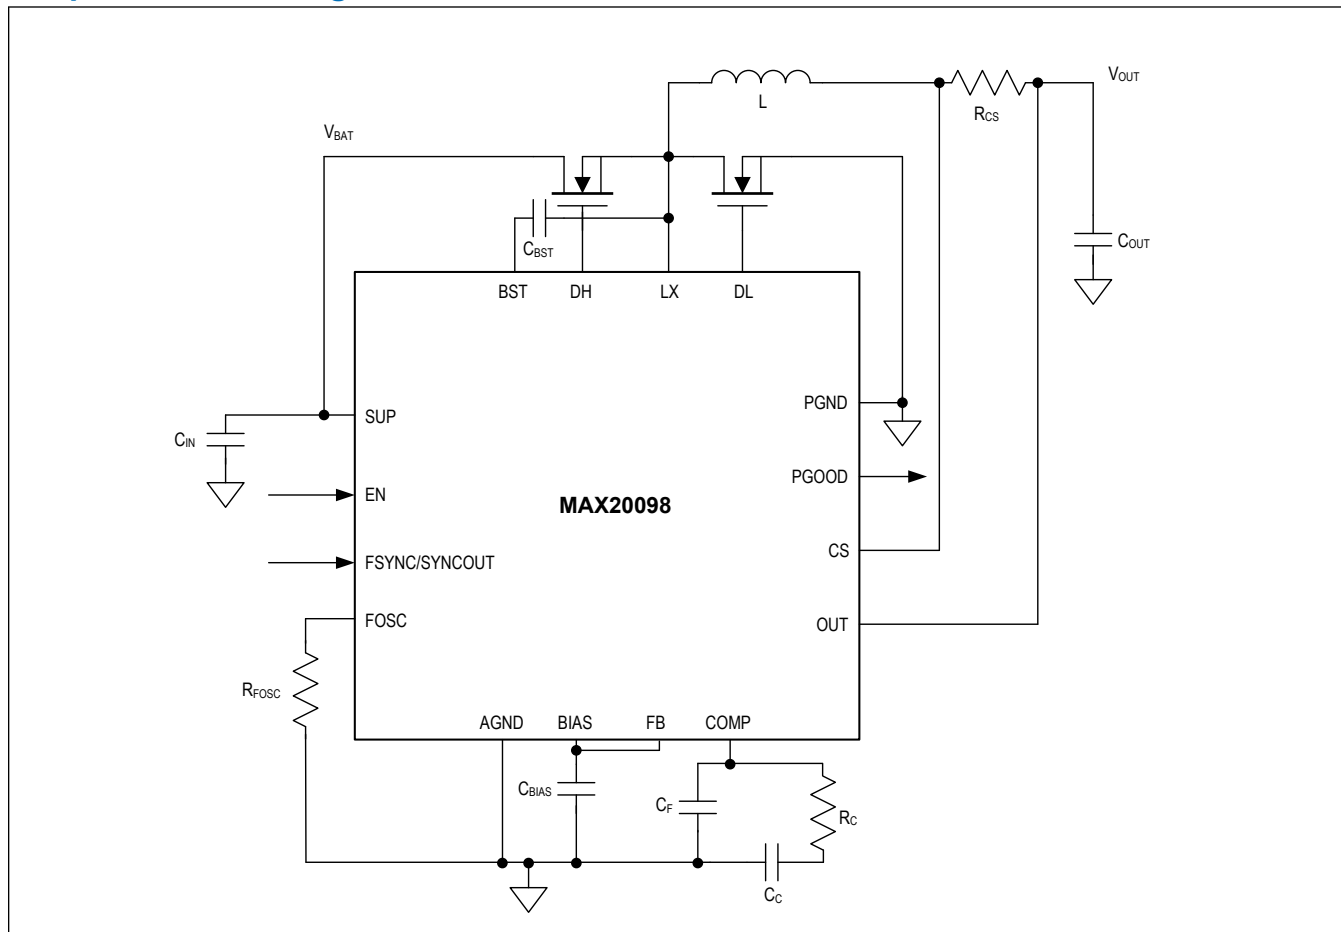 L
RCS
VOUT
VBAT
CBST
COUT
BST
DH
LX
DL
SUP
PGND
CIN
PGOOD
EN
MAX20098
CS
FSYNC/SYNCOUT
FOSC
OUT
RFOSC
AGND
BIAS
FB
COMP
CBIAS
CF
RC
CC